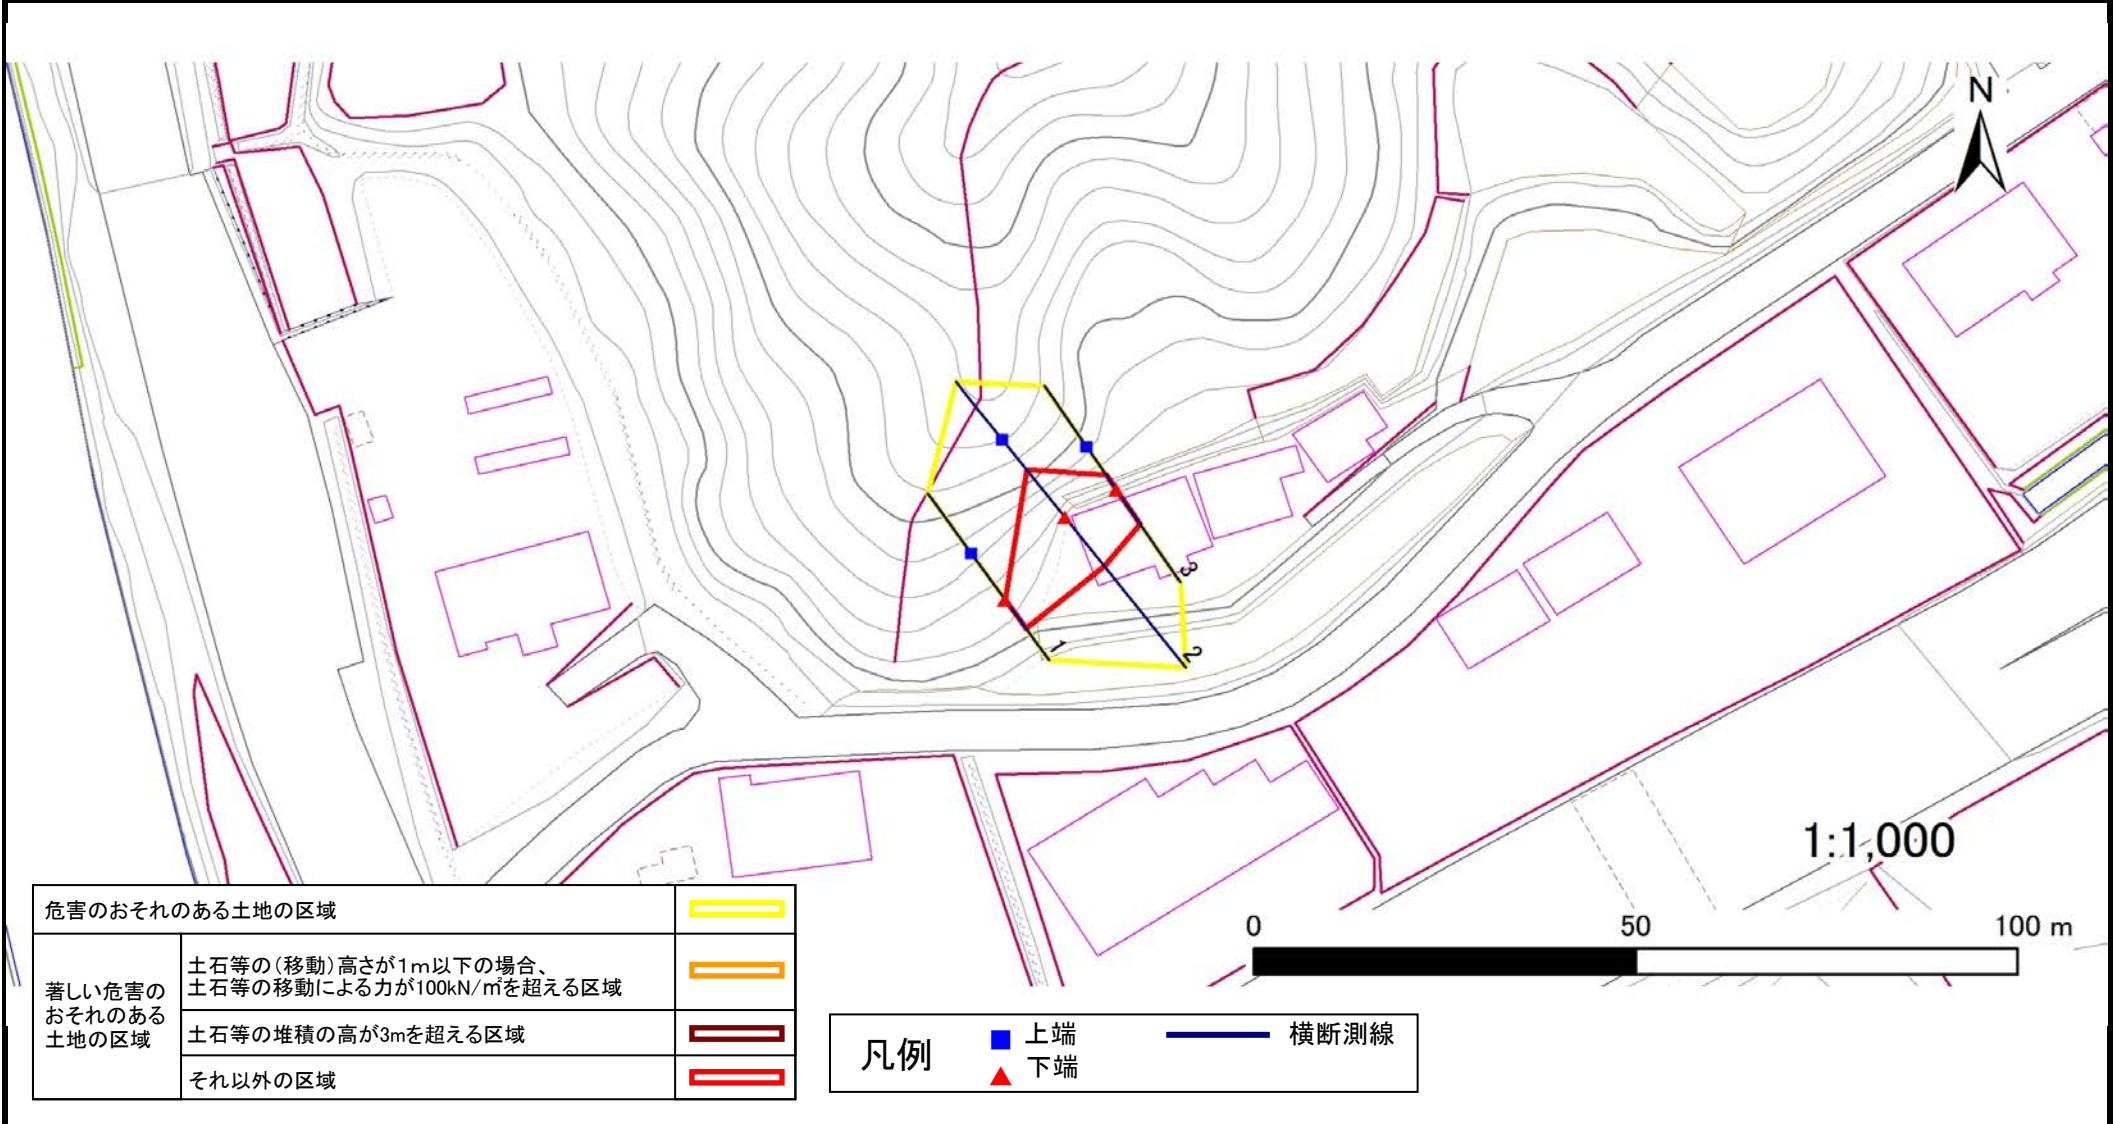 N
3
1
2
1:1,000
0 50 100 m
危害のおそれのある土地の区域
著しい危害の
おそれのある
土地の区域
土石等の(移動)高さが1m以下の場合、
土石等の移動による力が100kN/㎡を超える区域
土石等の堆積の高が3mを超える区域
それ以外の区域
凡例
上端
下端
横断測線